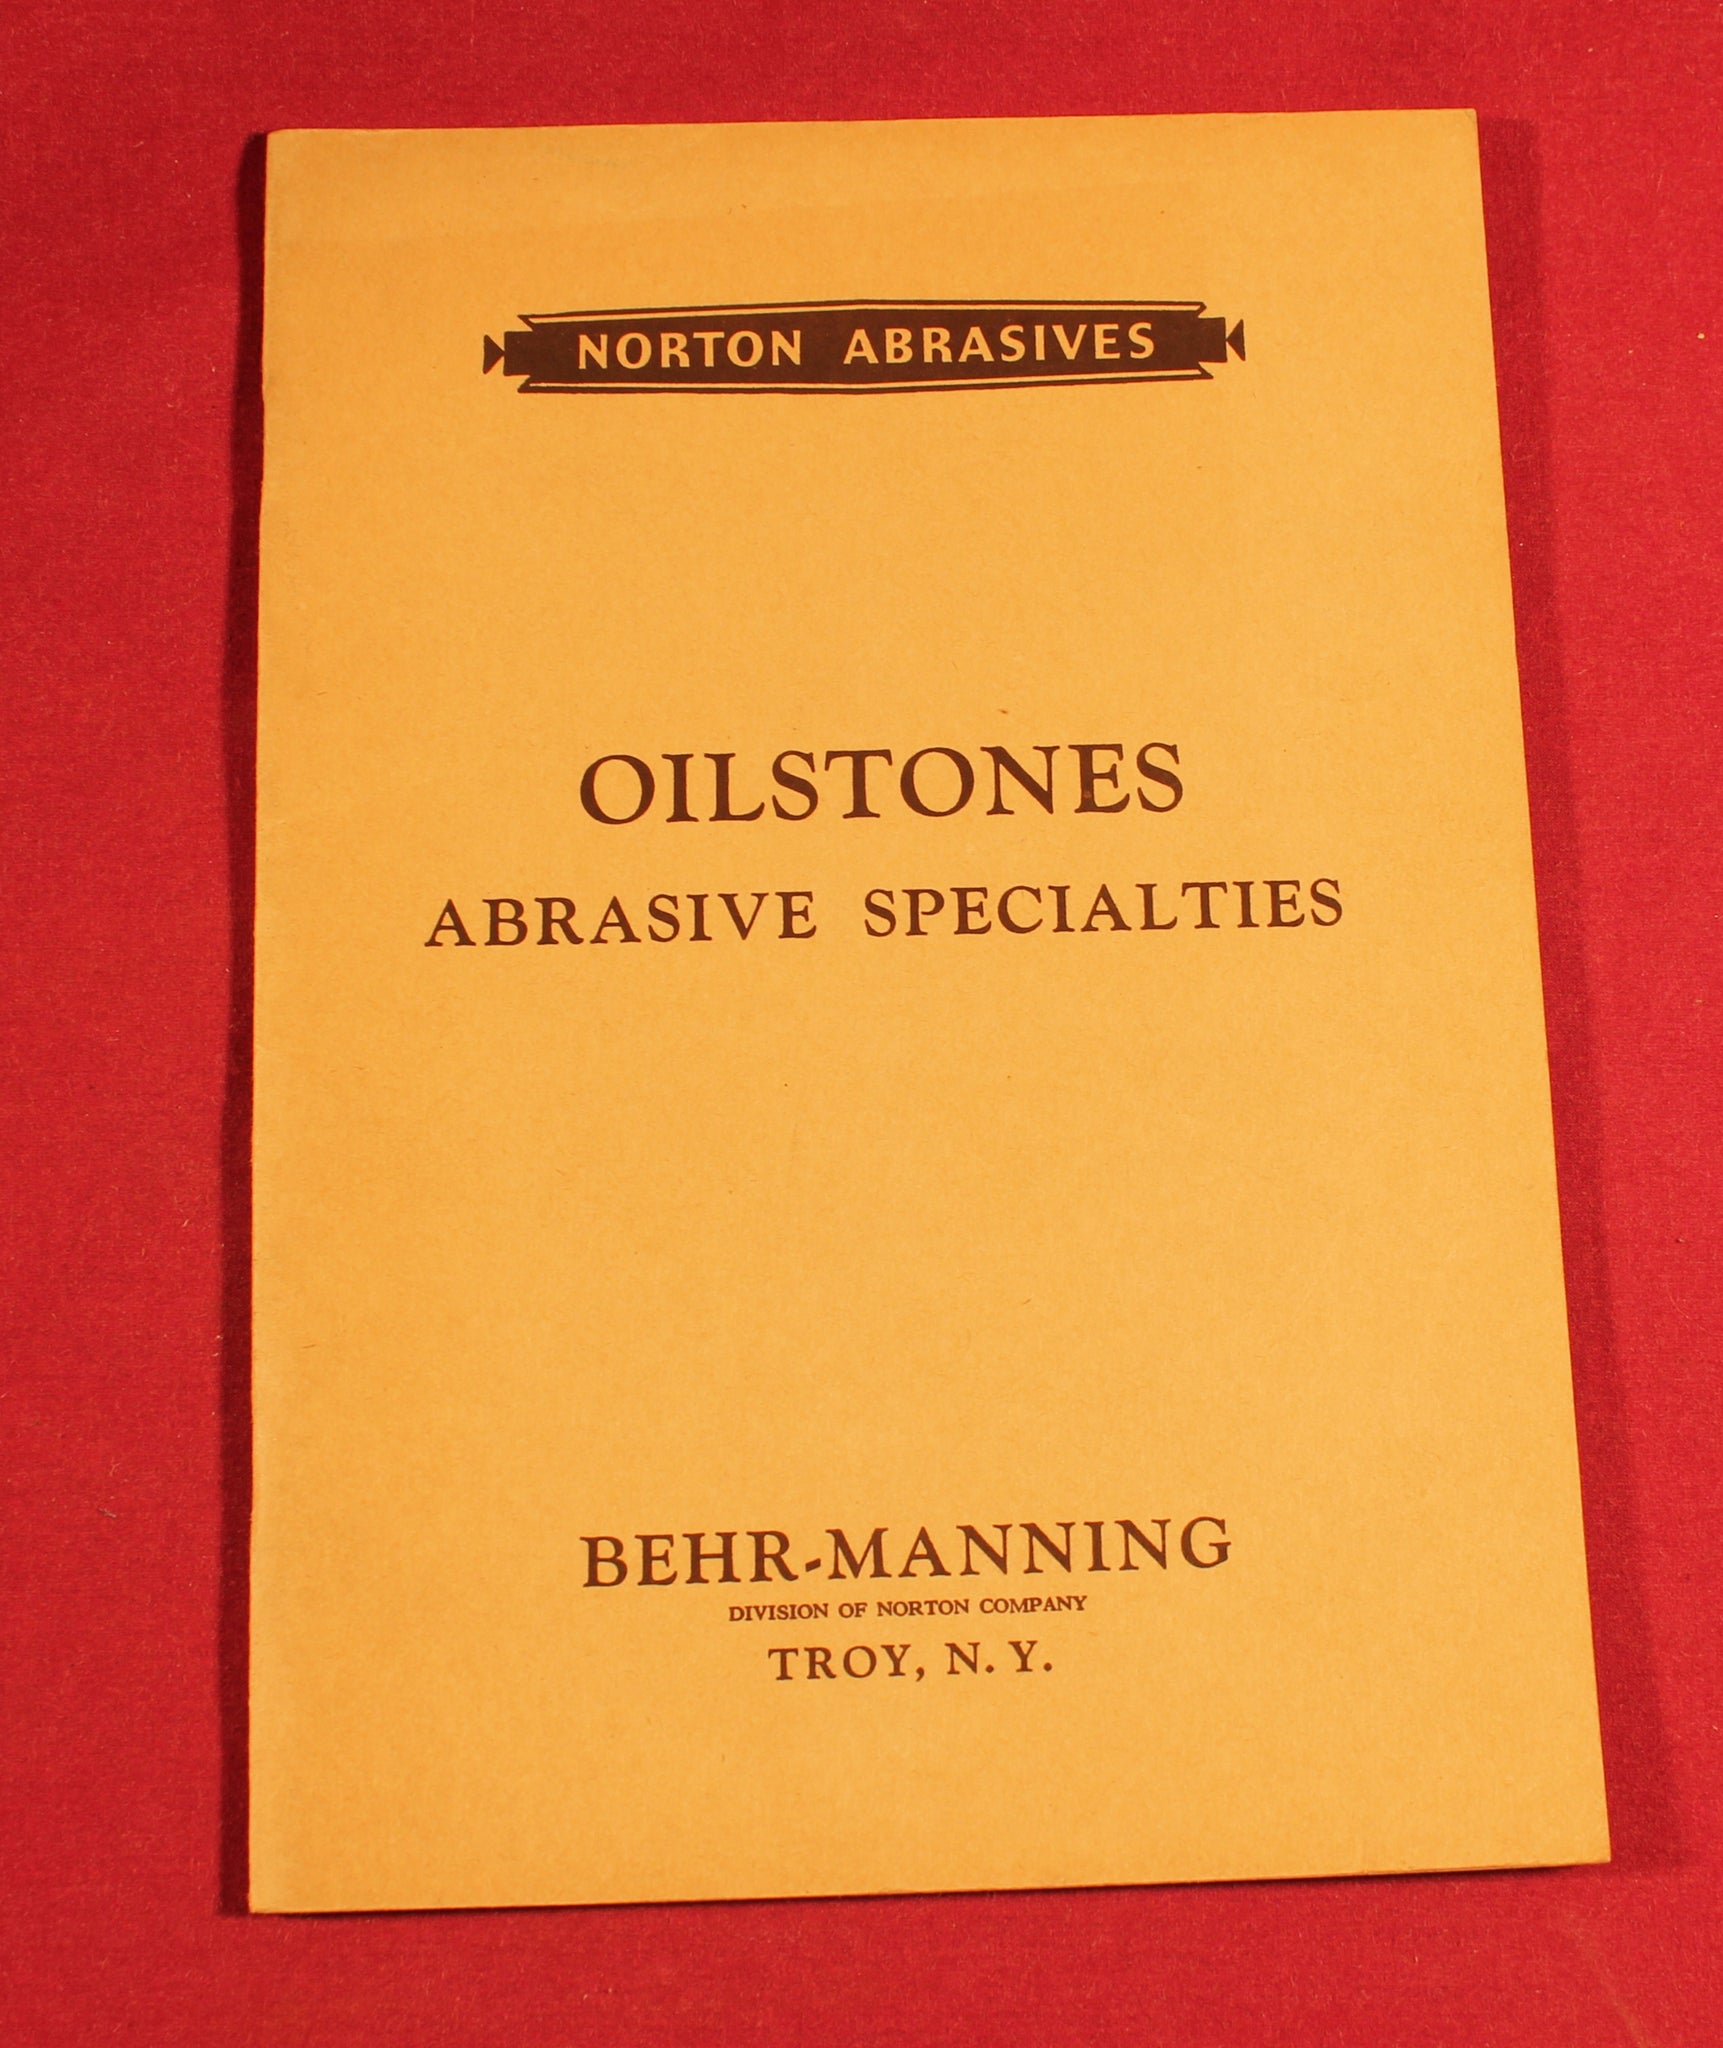 NORTON ABRASIVES
OILSTONES
ABRASIVE SPECIALTIES
BEHR-MANNING
DIVISION OF NORTON COMPANY
TROY, N. Y.